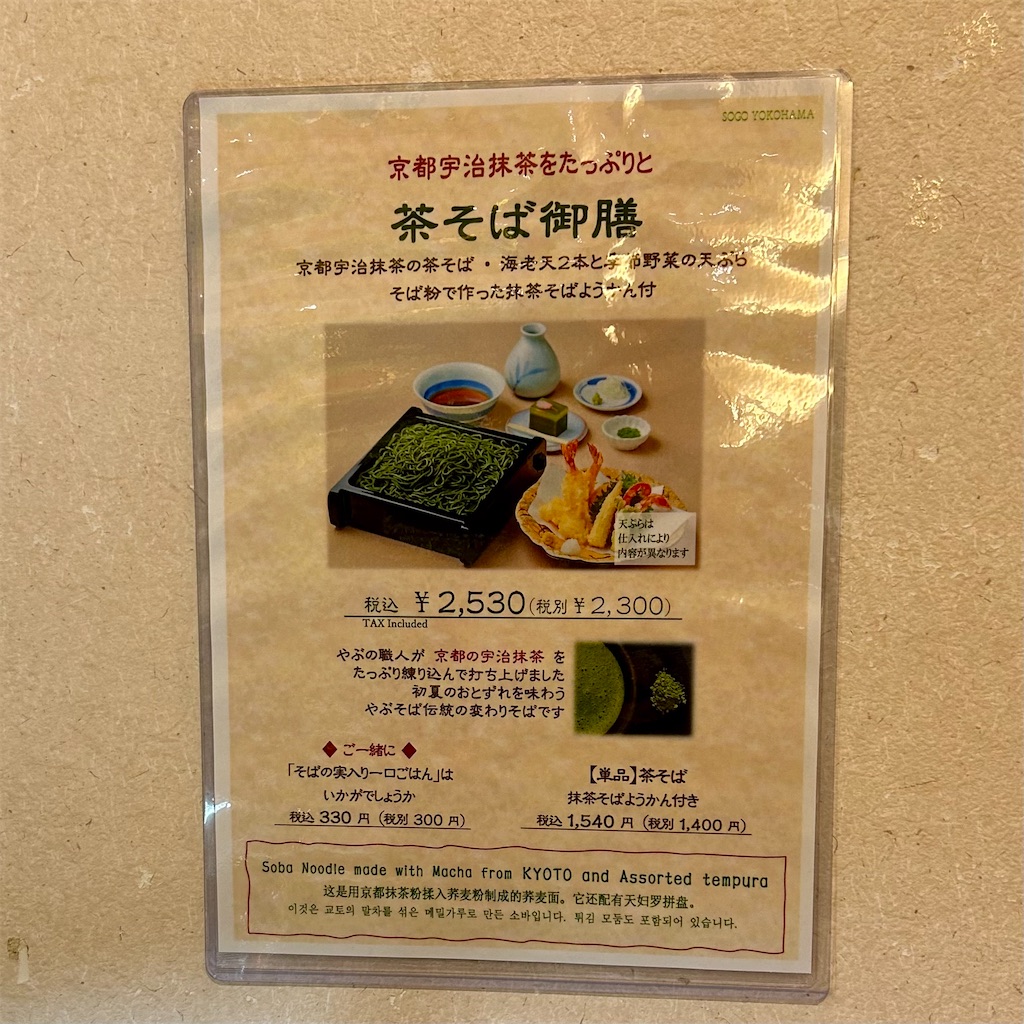 SOGO YOKOHAMA
京都宇治抹茶をたっぷりと
茶そば御膳
京都宇治抹茶の茶そば・海老天2本と季節野菜の天ぷら
そば粉で作った抹茶そばようかん付
天ぷらは
仕入れにより
内容が異なります
税込 ¥2,530(税別 ¥2,300)
TAX Included
やぶの職人が 京都の宇治抹茶 を
たっぷり練り込んで打ち上げました
初夏のおとずれを味わう
やぶそば伝統の変わりそばです
◆ ご一緒に ◆
「そばの実入り一口ごはん」は
いかがでしょうか
税込 330 円 (税別 300 円)
【単品】茶そば
抹茶そばようかん付き
税込 1,540 円 (税別 1,400 円)
Soba Noodle made with Macha from KYOTO and Assorted tempura
这是用京都抹茶粉揉入荞麦粉制成的荞麦面。它还配有天妇罗拼盘。
이것은 교토의 말차를 섞은 메밀가루로 만든 소바입니다. 튀김 모둠도 포함되어 있습니다.